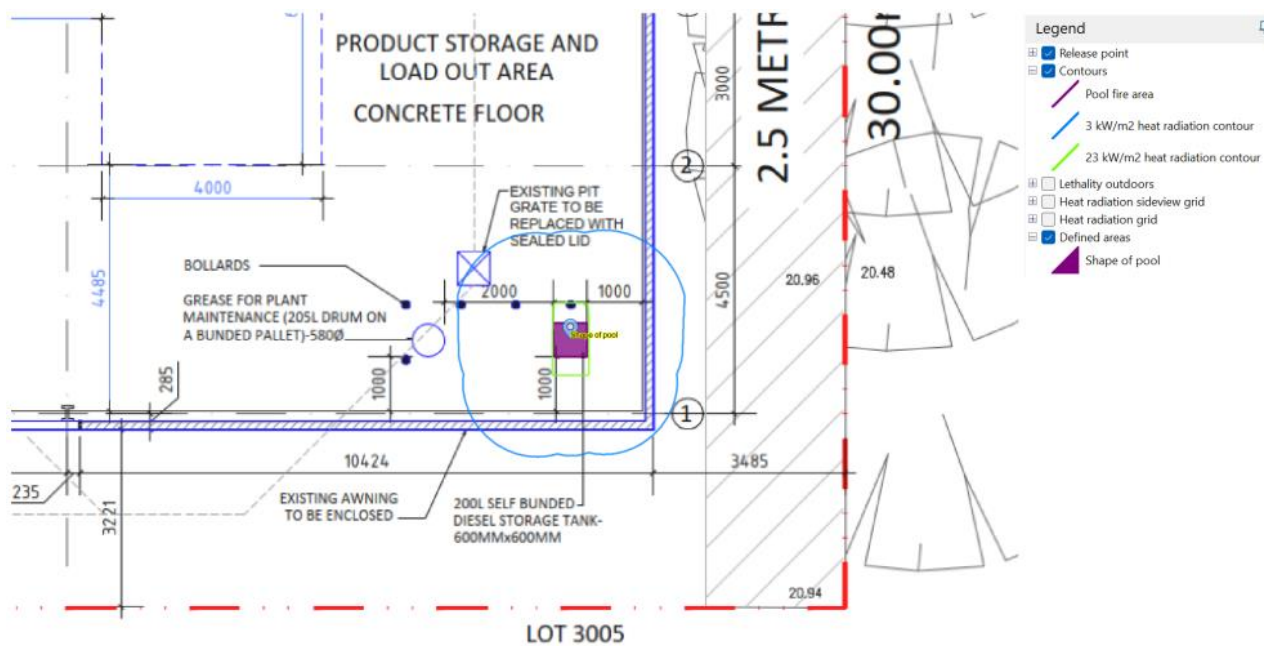 PRODUCT STORAGE AND
LOAD OUT AREA
CONCRETE FLOOR
2.5 METR
30.00
3000
2
4000
EXISTING PIT
GRATE TO BE
REPLACED WITH
SEALED LID
BOLLARDS
4485
2000
1000
4500
20.96
20.48
GREASE FOR PLANT
MAINTENANCE (205L DRUM ON
A BUNDED PALLET)-580Ø
Shape of pool
285
1000
1000
1
10424
3485
235
3221
EXISTING AWNING
TO BE ENCLOSED
200L SELF BUNDED
DIESEL STORAGE TANK-
600MMx600MM
20.94
LOT 3005
Legend
Release point
Contours
Pool fire area
3 kW/m2 heat radiation contour
23 kW/m2 heat radiation contour
Lethality outdoors
Heat radiation sideview grid
Heat radiation grid
Defined areas
Shape of pool